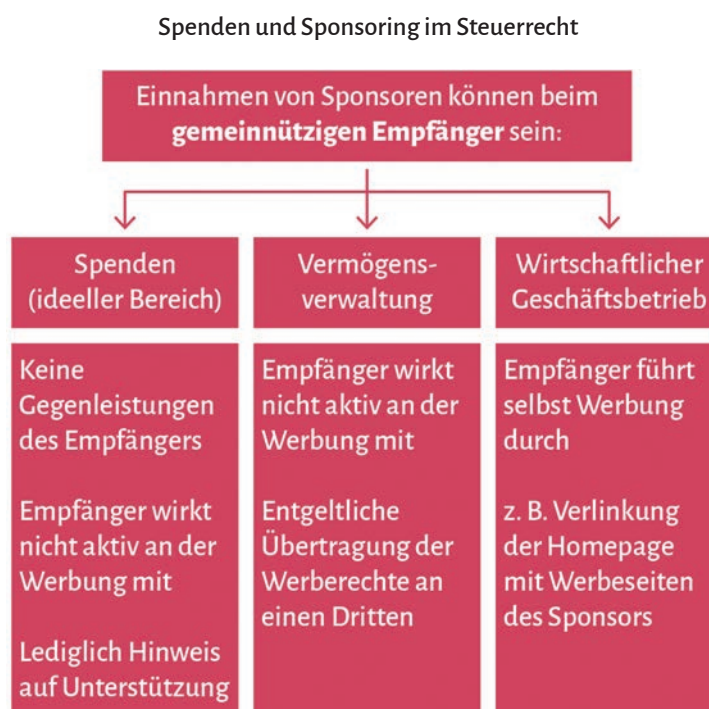 Spenden und Sponsoring im Steuerrecht
Einnahmen von Sponsoren können beim
gemeinnützigen Empfänger sein:
Spenden
(ideeller Bereich)
Vermögens-
verwaltung
Wirtschaftlicher
Geschäftsbetrieb
Keine
Gegenleistungen
des Empfängers
Empfänger wirkt
nicht aktiv an der
Werbung mit
Lediglich Hinweis
auf Unterstützung
Empfänger wirkt
nicht aktiv an der
Werbung mit
Entgeltliche
Übertragung der
Werberechte an
einen Dritten
Empfänger führt
selbst Werbung
durch
z. B. Verlinkung
der Homepage
mit Werbeseiten
des Sponsors